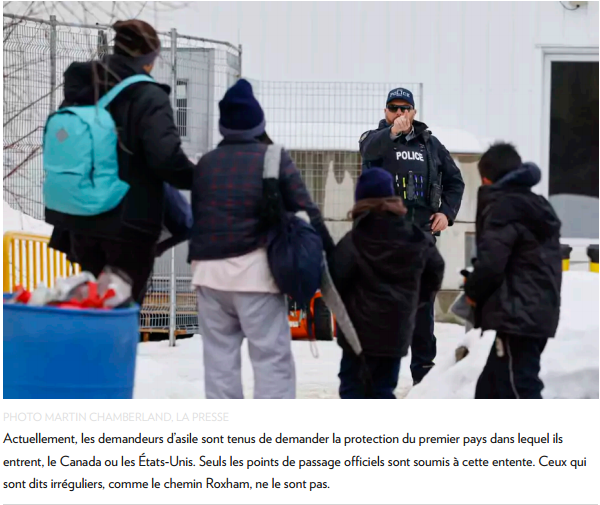 POLICE
POLICE
PHOTO MARTIN CHAMBERLAND, LA PRESSE
Actuellement, les demandeurs d’asile sont tenus de demander la protection du premier pays dans lequel ils
entrent, le Canada ou les États-Unis. Seuls les points de passage officiels sont soumis à cette entente. Ceux qui
sont dits irréguliers, comme le chemin Roxham, ne le sont pas.